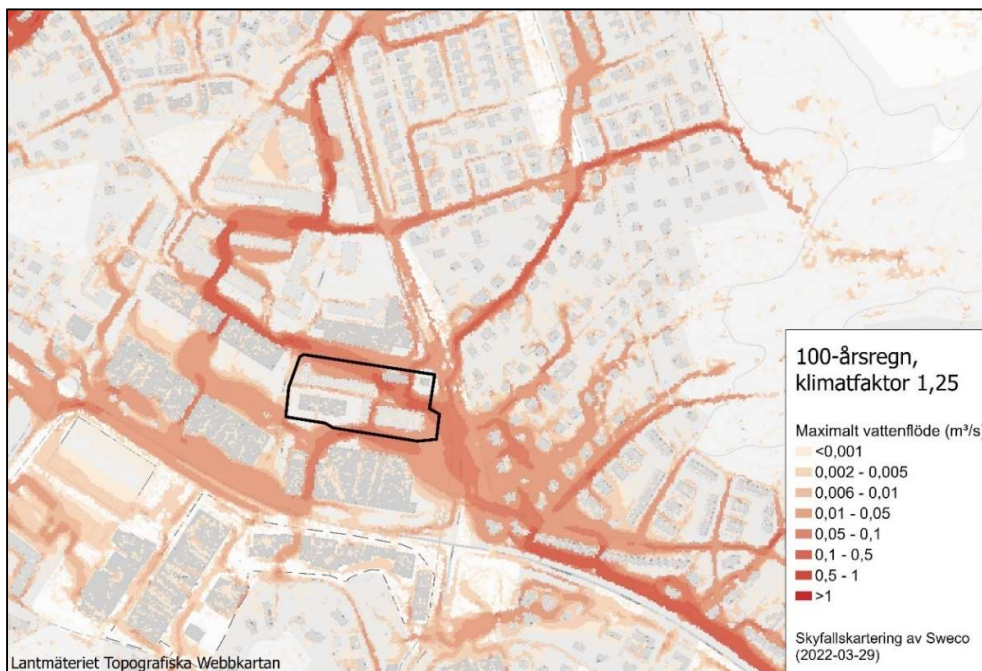 100-årsregn,
klimatfaktor 1,25
Maximalt vattenflöde (m³/s)
<0,001
0,002 - 0,005
0,006 - 0,01
0,01 - 0,05
0,05 - 0,1
0,1 - 0,5
0,5 - 1
>1
Skyfallskartering av Sweco
(2022-03-29)
Lantmäteriet Topografiska Webbkartan